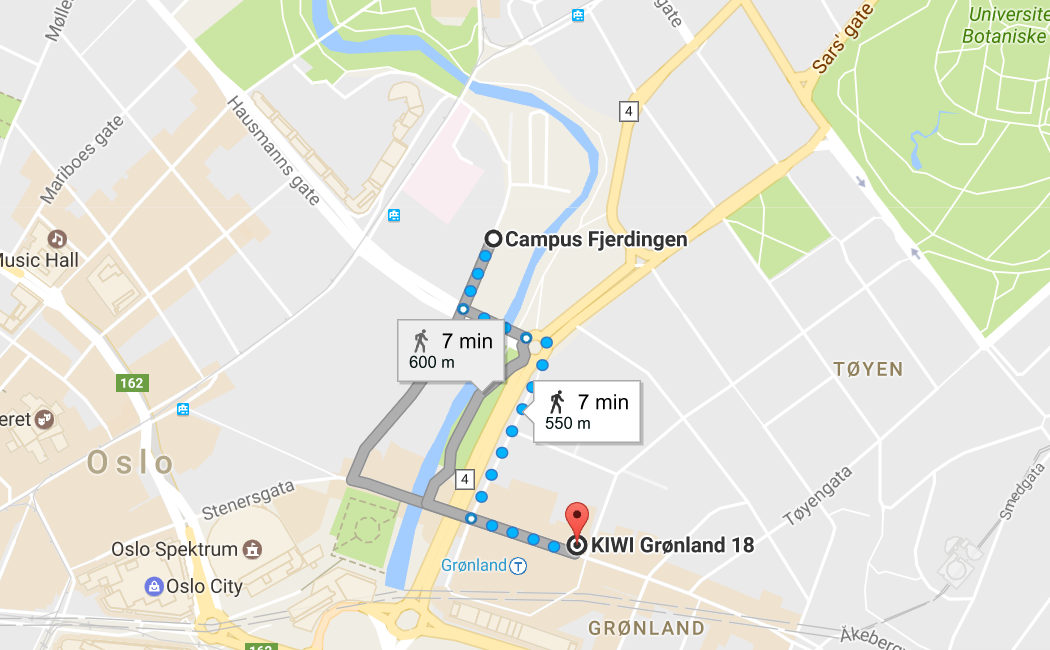 Universite
Botaniske
Sars' gate
4
Hausmanns gate
Mariboes gate
Campus Fjerdingen
Music Hall
7 min
600 m
TØYEN
162
7 min
550 m
eret
Oslo
4
Stenersgata
Tøyengata
Smedgata
Oslo Spektrum
KIWI Grønland 18
Grønland T
Oslo City
GRØNLAND
Åkeberg
162